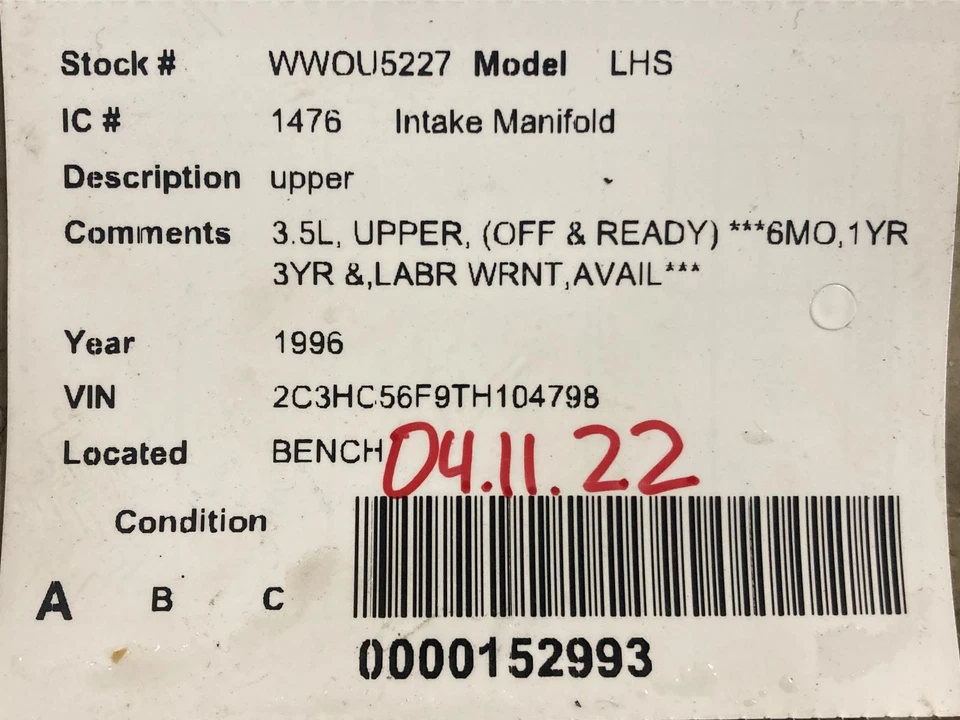 Stock # WWOU5227 Model LHS
IC # 1476 Intake Manifold
Description upper
Comments 3.5L, UPPER, (OFF & READY) ***6MO,1YR
3YR &,LABR WRNT,AVAIL***
Year 1996
VIN 2C3HC56F9TH104798
Located BENCH 04.11.22
Condition
A B C
0000152993